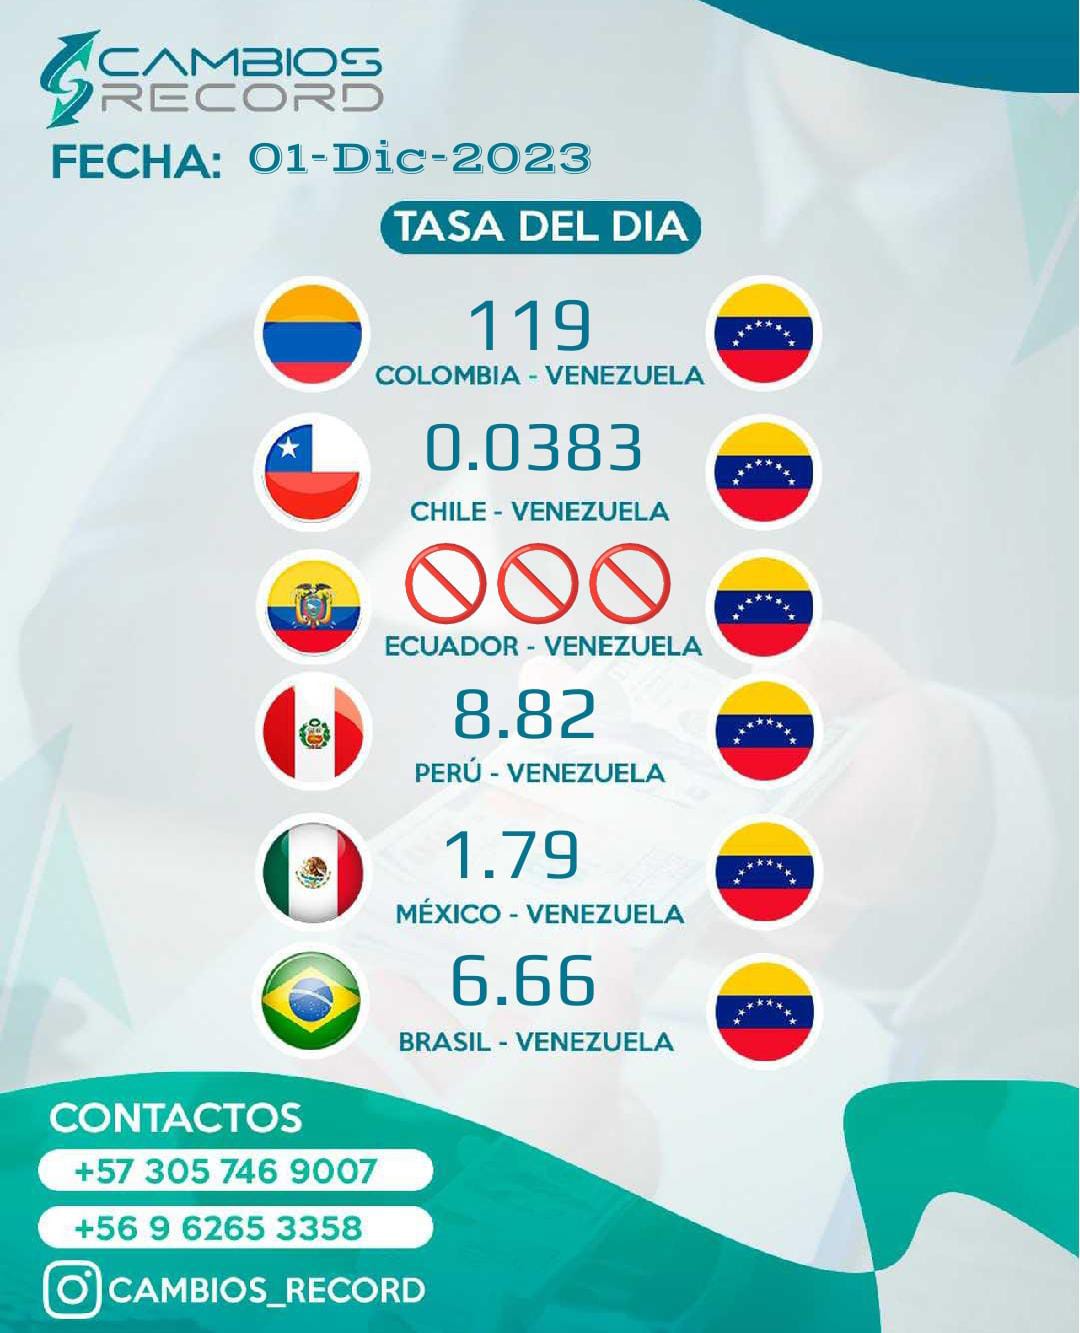 CAMBIOS
RECORD
FECHA: 01-Dic-2023
TASA DEL DIA
119
COLOMBIA - VENEZUELA
0.0383
CHILE - VENEZUELA
ECUADOR - VENEZUELA
8.82
PERÚ - VENEZUELA
1.79
MÉXICO - VENEZUELA
6.66
BRASIL - VENEZUELA
CONTACTOS
+57 305 746 9007
+56 9 6265 3358
CAMBIOS_RECORD